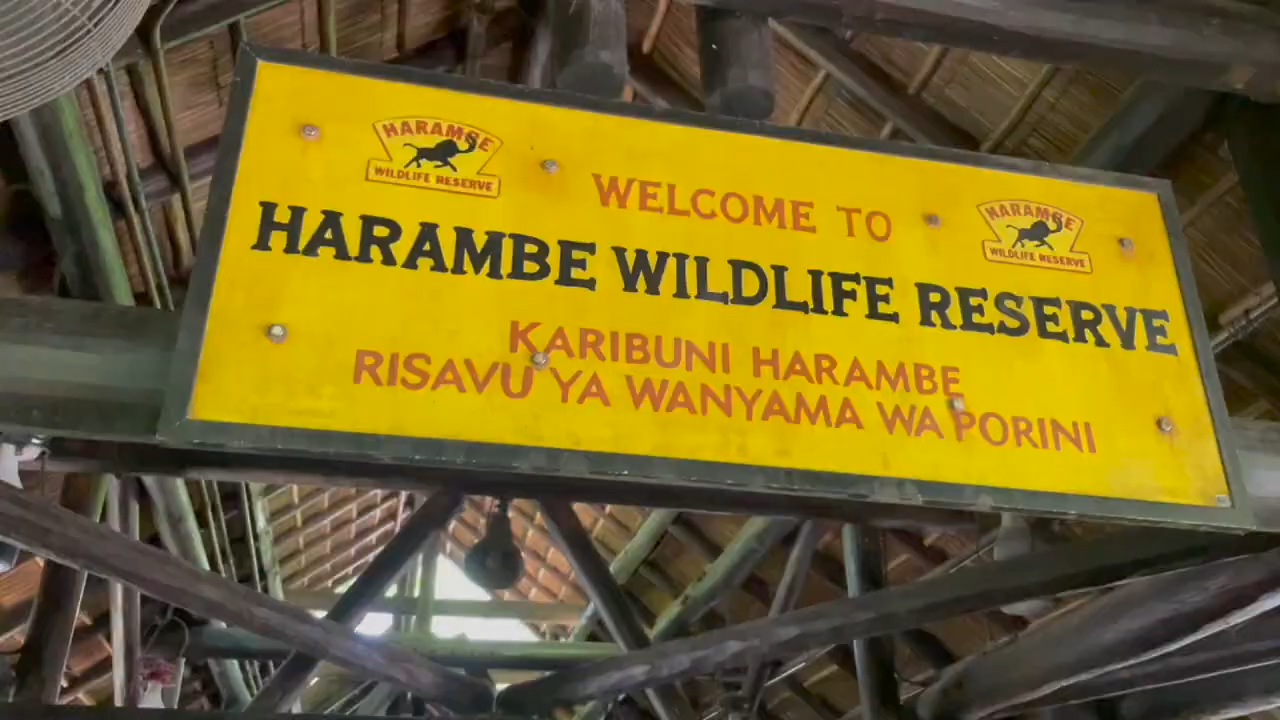 HARAMBE
WILDLIFE RESERVE
WELCOME TO
HARAMBE
WILDLIFE RESERVE
HARAMBE WILDLIFE RESERVE
KARIBUNI HARAMBE
RISAVU YA WANYAMA WA PORINI